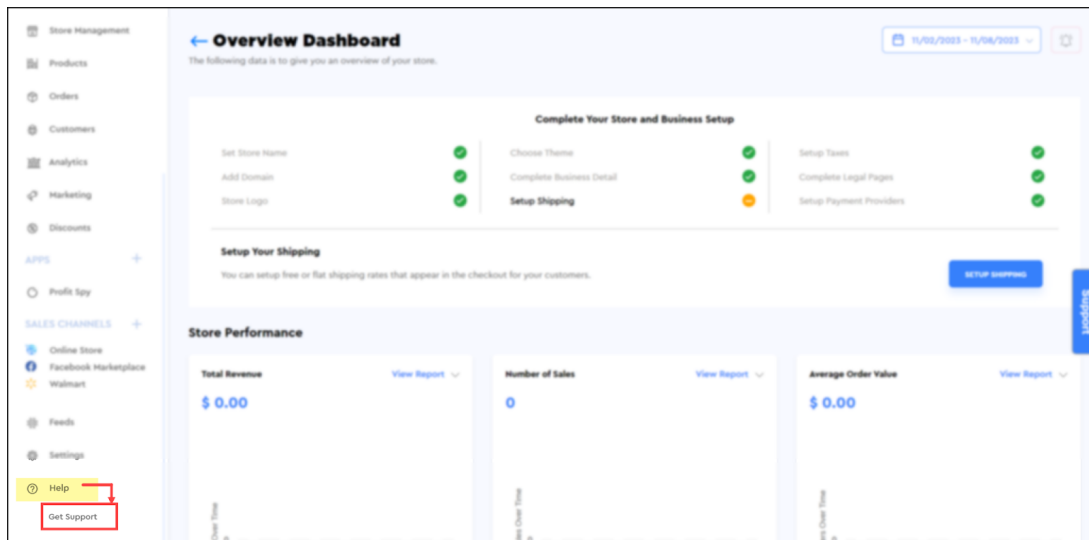 Store Management
Products
Orders
Customers
Analytics
Marketing
Discounts
APPS +
Profit Spy
SALES CHANNELS +
Online Store
Facebook Marketplace
Walmart
Feeds
Settings
Help
Get Support
Overview Dashboard
11/02/2023 - 11/08/2023
The following data is to give you an overview of your store.
Complete Your Store and Business Setup
Set Store Name
Choose Theme
Setup Taxes
Add Domain
Complete Business Detail
Complete Legal Pages
Store Logo
Setup Shipping
Setup Payment Providers
Setup Your Shipping
You can setup free or flat shipping rates that appear in the checkout for your customers.
SETUP SHIPPING
Support
Store Performance
Total Revenue View Report
Number of Sales View Report
Average Order Value View Report
$ 0.00
0
$ 0.00
Over Time
Over Time
Over Time